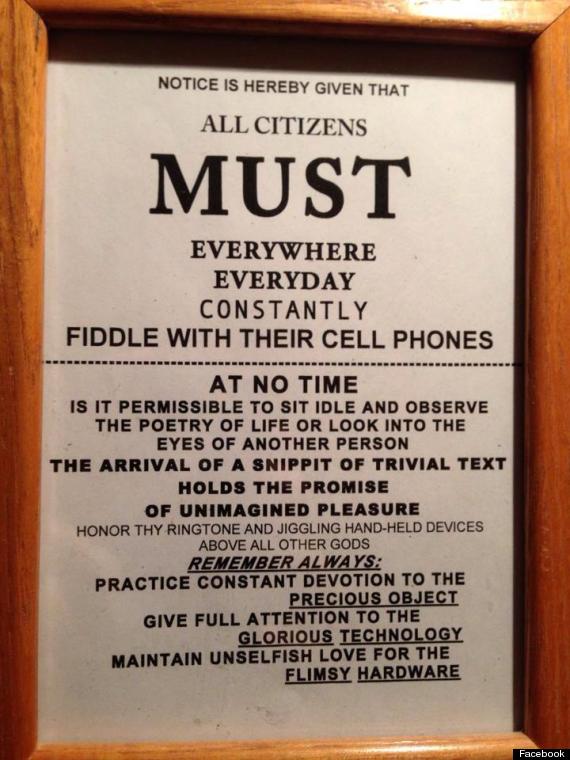 NOTICE IS HEREBY GIVEN THAT
ALL CITIZENS
MUST
EVERYWHERE
EVERYDAY
CONSTANTLY
FIDDLE WITH THEIR CELL PHONES
AT NO TIME
IS IT PERMISSIBLE TO SIT IDLE AND OBSERVE
THE POETRY OF LIFE OR LOOK INTO THE
EYES OF ANOTHER PERSON
THE ARRIVAL OF A SNIPPIT OF TRIVIAL TEXT
HOLDS THE PROMISE
OF UNIMAGINED PLEASURE
HONOR THY RINGTONE AND JIGGLING HAND-HELD DEVICES
ABOVE ALL OTHER GODS
REMEMBER ALWAYS:
PRACTICE CONSTANT DEVOTION TO THE
PRECIOUS OBJECT
GIVE FULL ATTENTION TO THE
GLORIOUS TECHNOLOGY
MAINTAIN UNSELFISH LOVE FOR THE
FLIMSY HARDWARE
Facebook